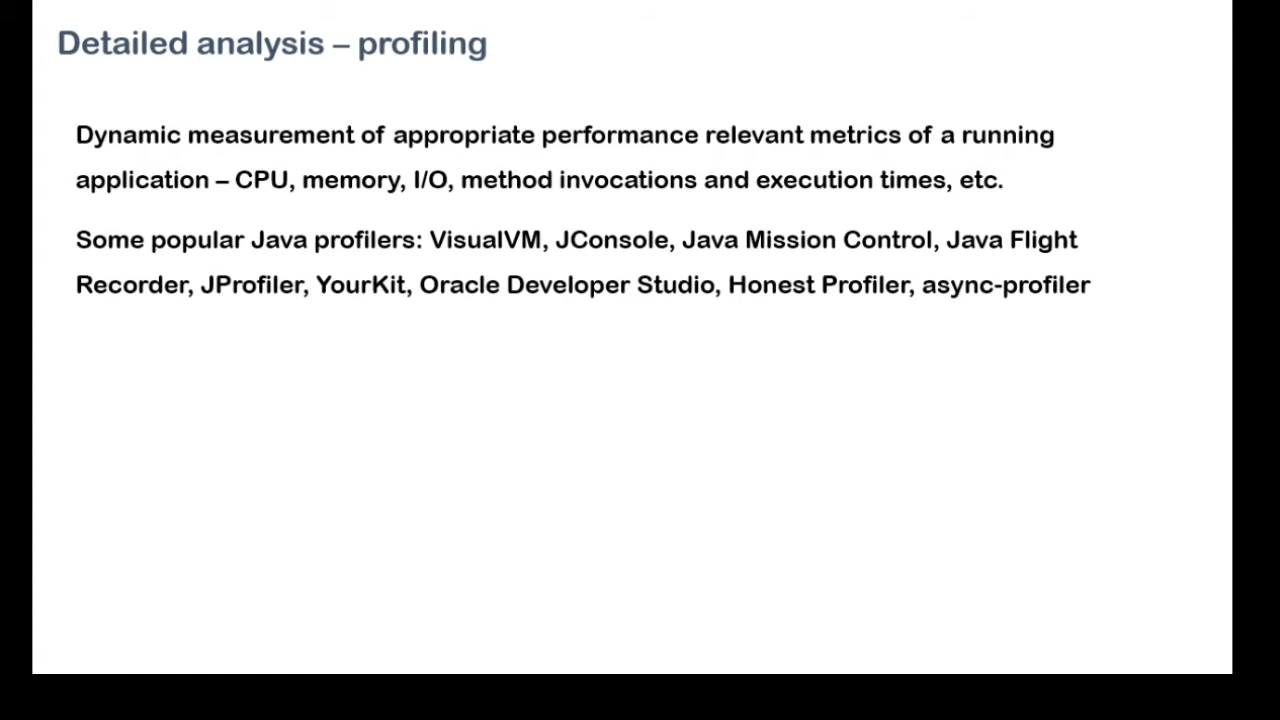 Detailed analysis – profiling
Dynamic measurement of appropriate performance relevant metrics of a running
application – CPU, memory, I/O, method invocations and execution times, etc.
Some popular Java profilers: VisualVM, JConsole, Java Mission Control, Java Flight
Recorder, JProfiler, YourKit, Oracle Developer Studio, Honest Profiler, async-profiler